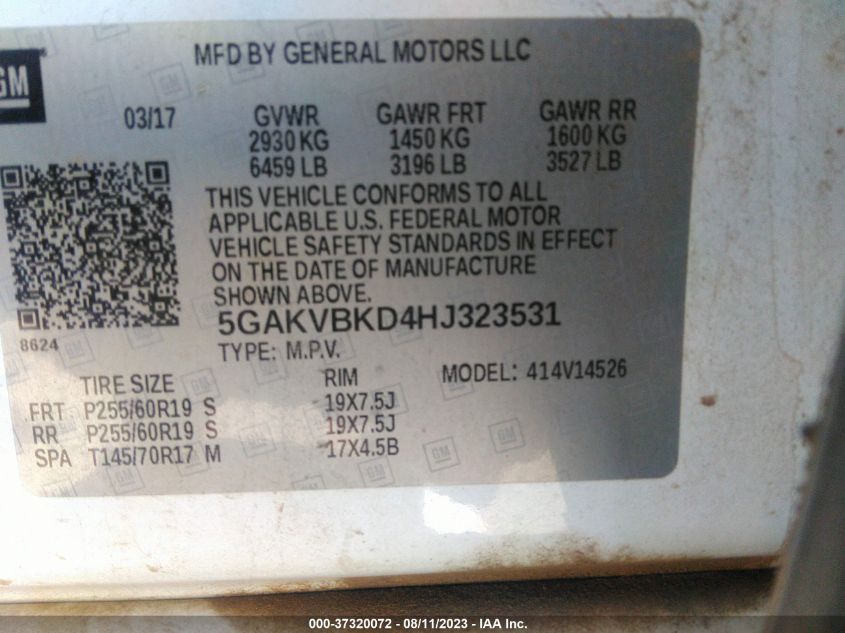 GM
MFD BY GENERAL MOTORS LLC
03/17 GVWR GAWR FRT GAWR RR
2930 KG 1450 KG 1600 KG
6459 LB 3196 LB 3527 LB
THIS VEHICLE CONFORMS TO ALL
APPLICABLE U.S. FEDERAL MOTOR
VEHICLE SAFETY STANDARDS IN EFFECT
ON THE DATE OF MANUFACTURE
SHOWN ABOVE.
8624
5GAKVBKD4HJ323531
TYPE: M.P.V.
MODEL: 414V14526
TIRE SIZE RIM
FRT P255/60R19 S 19X7.5J
RR P255/60R19 S 19X7.5J
SPA T145/70R17 M 17X4.5B
000-37320072 - 08/11/2023 - IAA Inc.